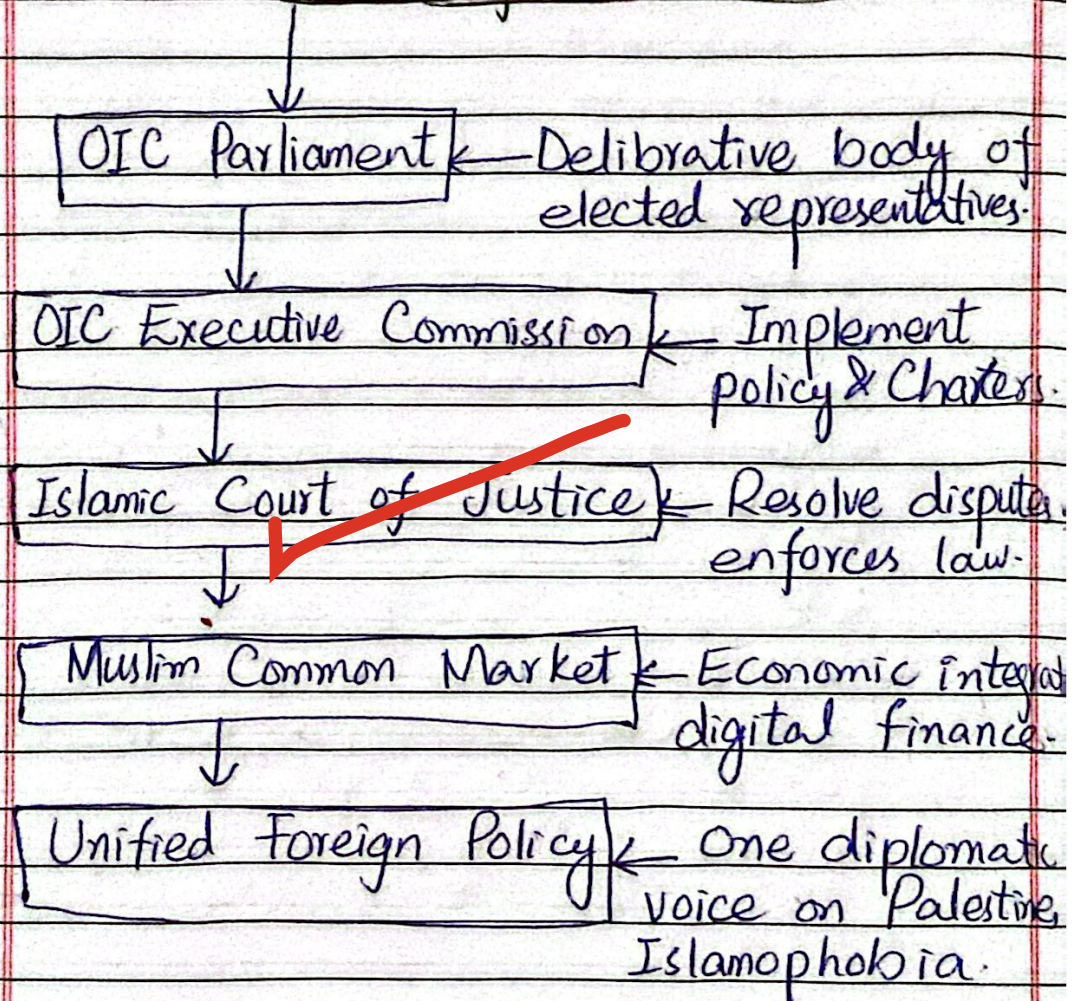 OIC Parliament Delibrative body of
elected representatives.
OIC Executive Commission Implement
policy & Charters.
Islamic Court of Justice Resolve disputes
enforces law.
Muslim Common Market Economic integrat
digital finance.
Unified Foreign Policy One diplomatic
voice on Palestine,
Islamophobia.